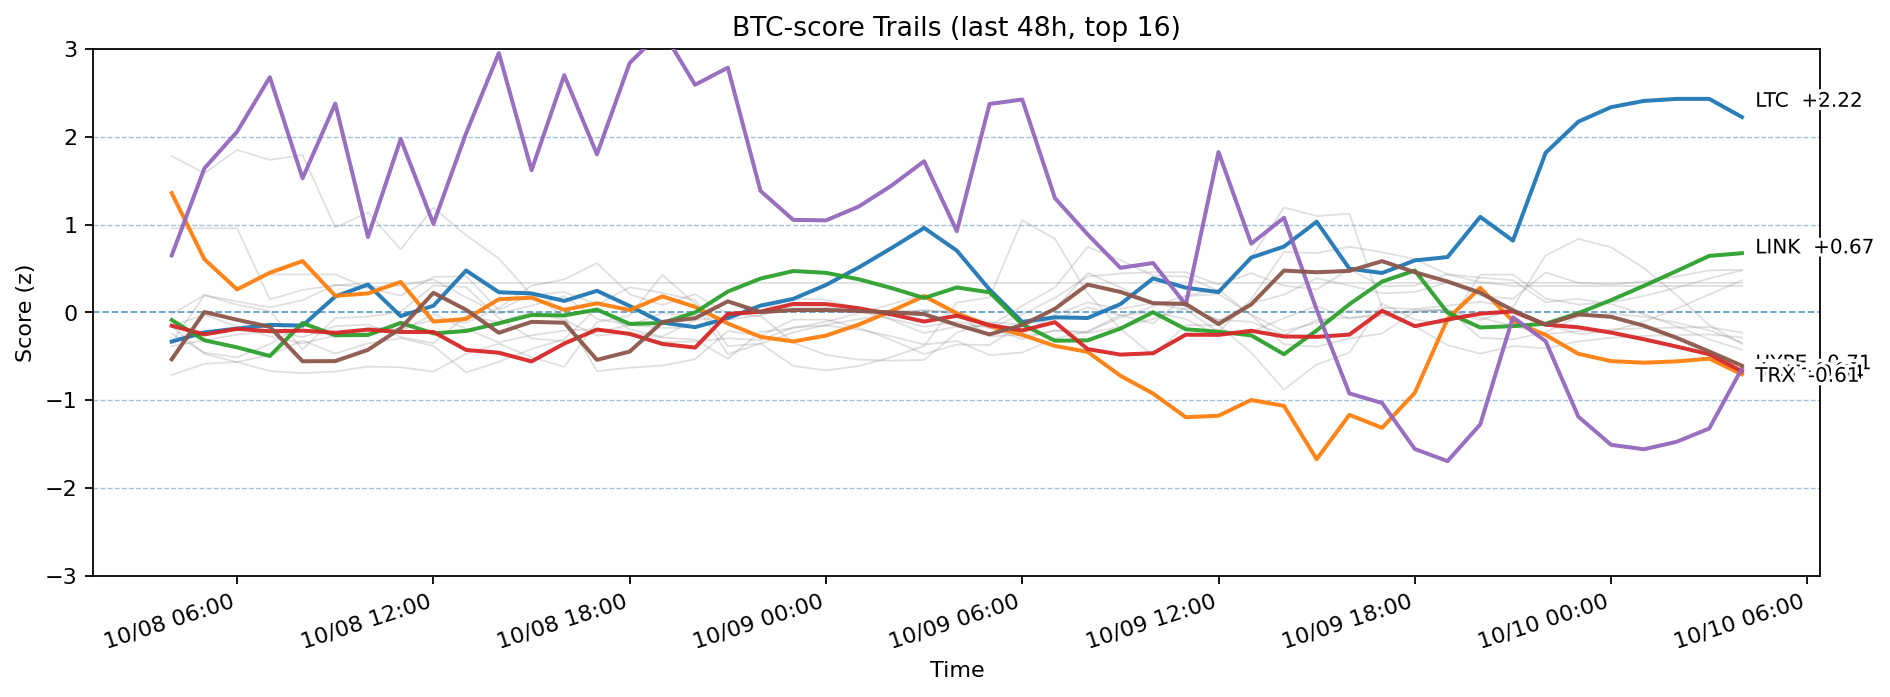 BTC-score Trails (last 48h, top 16)
Score (z)
3
2
1
0
−1
−2
−3
LTC +2.22
LINK +0.67
HYPE
TRX -0.61
10/08 06:00
10/08 12:00
10/08 18:00
10/09 00:00
10/09 06:00
10/09 12:00
10/09 18:00
10/10 00:00
10/10 06:00
Time